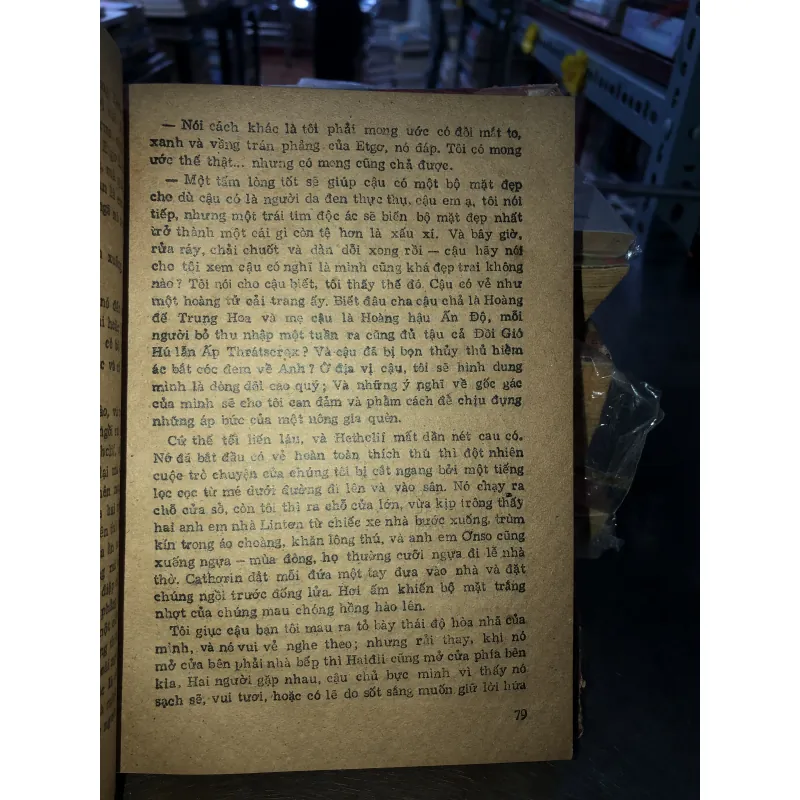 — Nói cách khác là tôi phải mong ước có đôi mắt to,
xanh và vầng trán phẳng của Etgơ, nó đáp. Tôi có mong
ước thế thật... nhưng có mong cũng chả được.
— Một tấm lòng tốt sẽ giúp cậu có một bộ mặt đẹp
cho dù cậu có là người da đen thực thụ, cậu em ạ, tôi nói
tiếp, nhưng một trái tim độc ác sẽ biến bộ mặt đẹp nhất
trở thành một cái gì còn tệ hơn là xấu xí. Và bây giờ,
rửa ráy, chải chuốt và dằn dỗi xong rồi — cậu hãy nói
cho tôi xem cậu có nghĩ là mình cũng khá đẹp trai không
nào? Tôi nói cho cậu biết, tôi thấy thế đó. Cậu có vẻ như
một hoàng tử cải trang ấy. Biết đâu cha cậu chả là Hoàng
đế Trung Hoa và mẹ cậu là Hoàng hậu Ấn Độ, mỗi
người bỏ thu nhập một tuần ra cũng đủ tậu cả Đồi Gió
Hú lẫn Ấp Thrătscrox? Và cậu đã bị bọn thủy thủ hiểm
ác bắt cóc đem về Anh? Ở địa vị cậu, tôi sẽ hình dung
mình là dòng dõi cao quý; Và những ý nghĩ về gốc gác
của mình sẽ cho tôi can đảm và phẩm cách để chịu đựng
những áp bức của một nông gia quèn.
Cứ thế tôi liến láu, và Hethclif mất dần nét cau có.
Nó đã bắt đầu có vẻ hoàn toàn thích thú thì đột nhiên
cuộc trò chuyện của chúng tôi bị cắt ngang bởi một tiếng
lọc cọc từ mé dưới đường đi lên và vào sân. Nó chạy ra
chỗ cửa sổ, còn tôi thì ra chỗ cửa lớn, vừa kịp trông thấy
hai anh em nhà Lintơn từ chiếc xe nhà bước xuống, trùm
kín trong áo choàng, khăn lông thú, và anh em Ơnsơ cũng
xuống ngựa — mùa đông, họ thường cưỡi ngựa đi lễ nhà
thờ. Cathơrin dắt mỗi đứa một tay đưa vào nhà và đặt
chúng ngồi trước đống lửa. Hơi ấm khiến bộ mặt trắng
nhợt của chúng mau chóng hồng hào lên.
Tôi giục cậu bạn tôi mau ra tỏ bày thái độ hòa nhã của
mình, và nó vui vẻ nghe theo; nhưng rủi thay, khi nó
mở cửa bên phải nhà bếp thì Haiđli cũng mở cửa phía bên
kia. Hai người gặp nhau, cậu chủ bực mình vì thấy nó
sạch sẽ, vui tươi, hoặc có lẽ do sốt sắng muốn giữ lời hứa
79